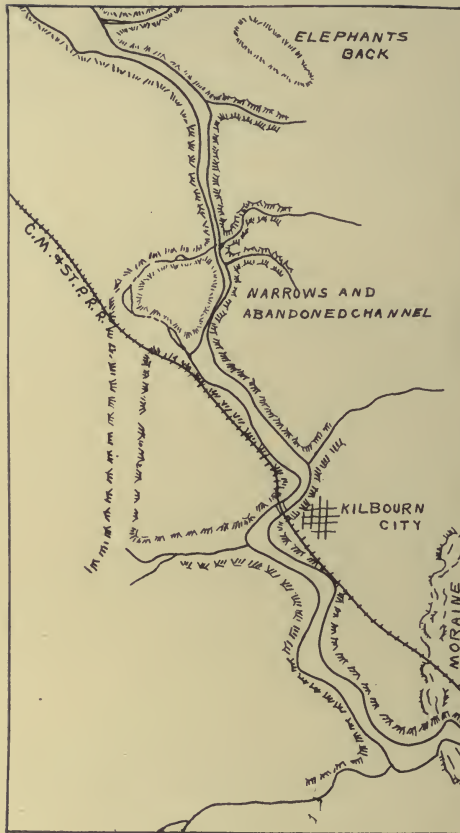 ELEPHANTS
BACK
C.M. & ST. P. R. R.
NARROWS AND
ABANDONED CHANNEL
KILBOURN
CITY
MORAINE